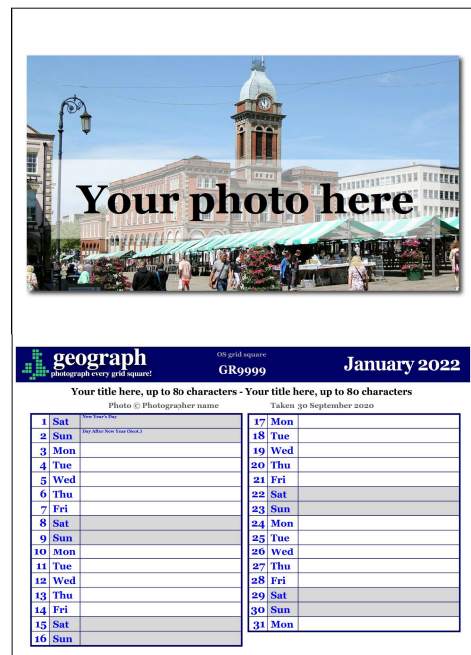 Your photo here
geograph
photograph every grid square!
OS grid square
GR9999
January 2022
Your title here, up to 80 characters - Your title here, up to 80 characters
Photo © Photographer name
Taken 30 September 2020
1 Sat New Year's Day
2 Sun Day After New Year (Scot.)
3 Mon
4 Tue
5 Wed
6 Thu
7 Fri
8 Sat
9 Sun
10 Mon
11 Tue
12 Wed
13 Thu
14 Fri
15 Sat
16 Sun
17 Mon
18 Tue
19 Wed
20 Thu
21 Fri
22 Sat
23 Sun
24 Mon
25 Tue
26 Wed
27 Thu
28 Fri
29 Sat
30 Sun
31 Mon